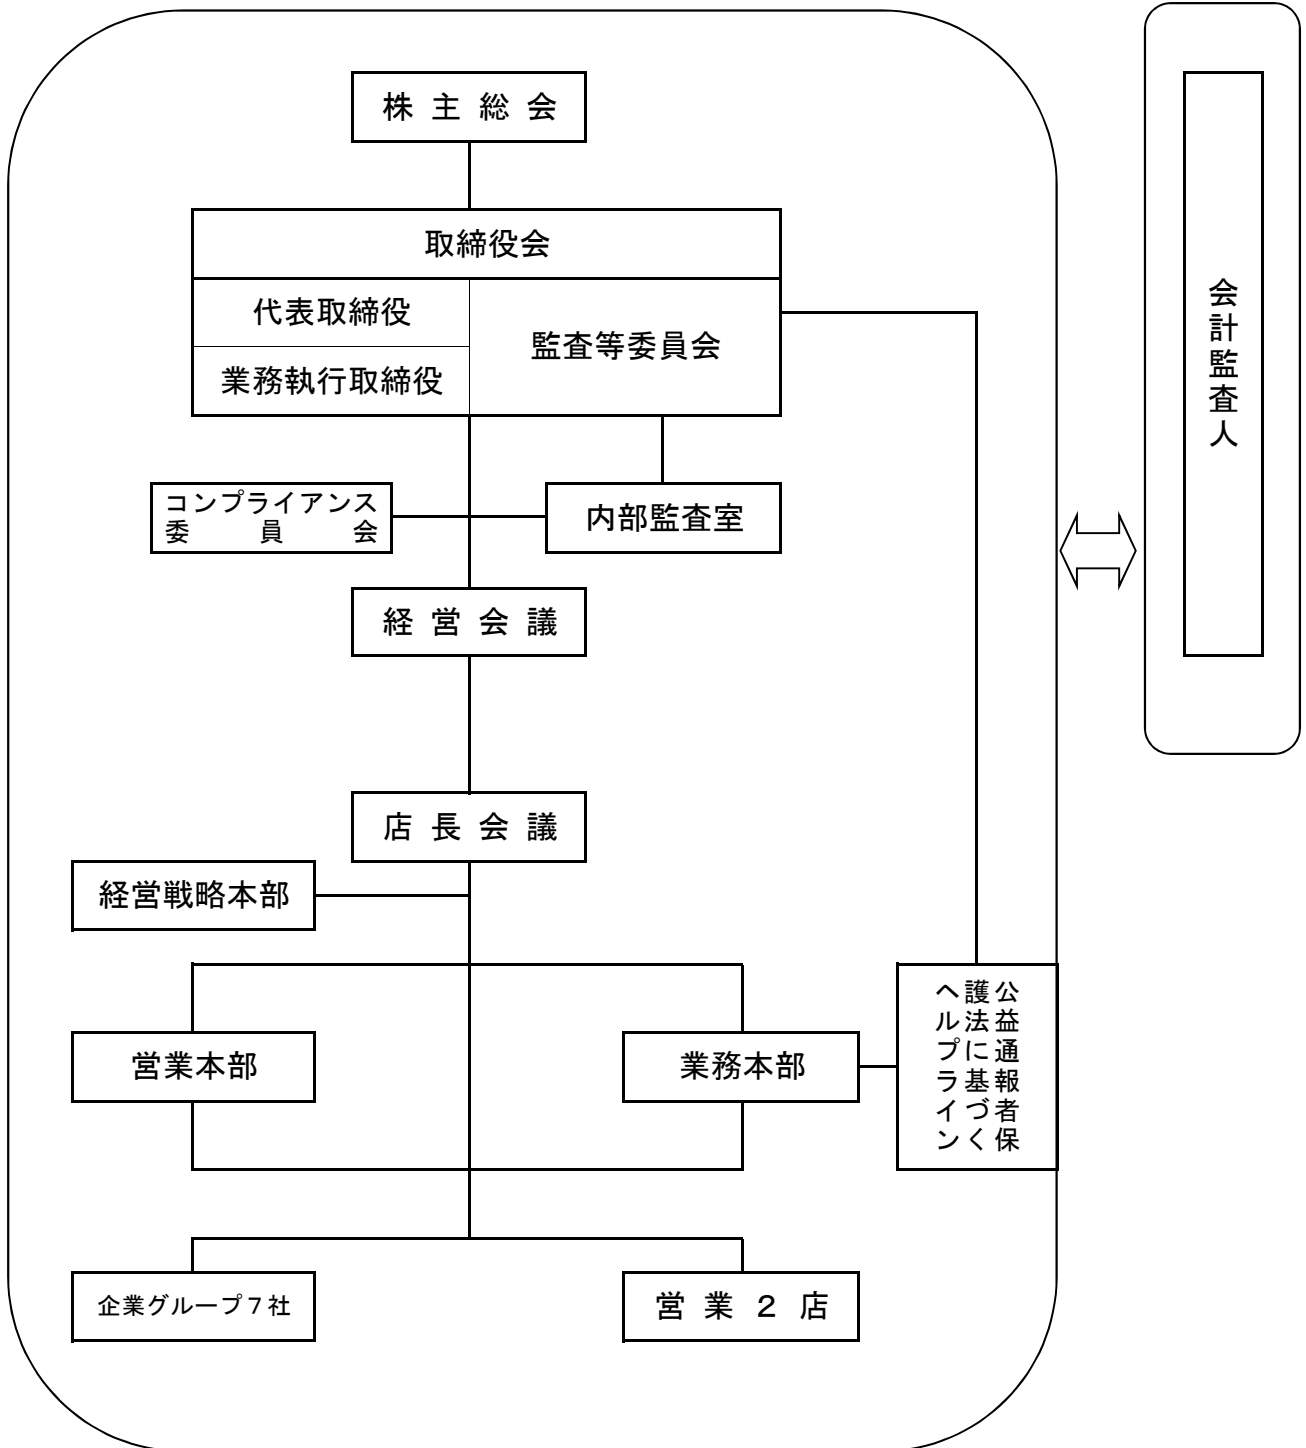 株主総会
取締役会
代表取締役
業務執行取締役
監査等委員会
コンプライアンス
委員会
内部監査室
経営会議
店長会議
経営戦略本部
営業本部
業務本部
公益通報者保
護法に基づく
ヘルプライン
企業グループ7社
営業2店
会計監査人